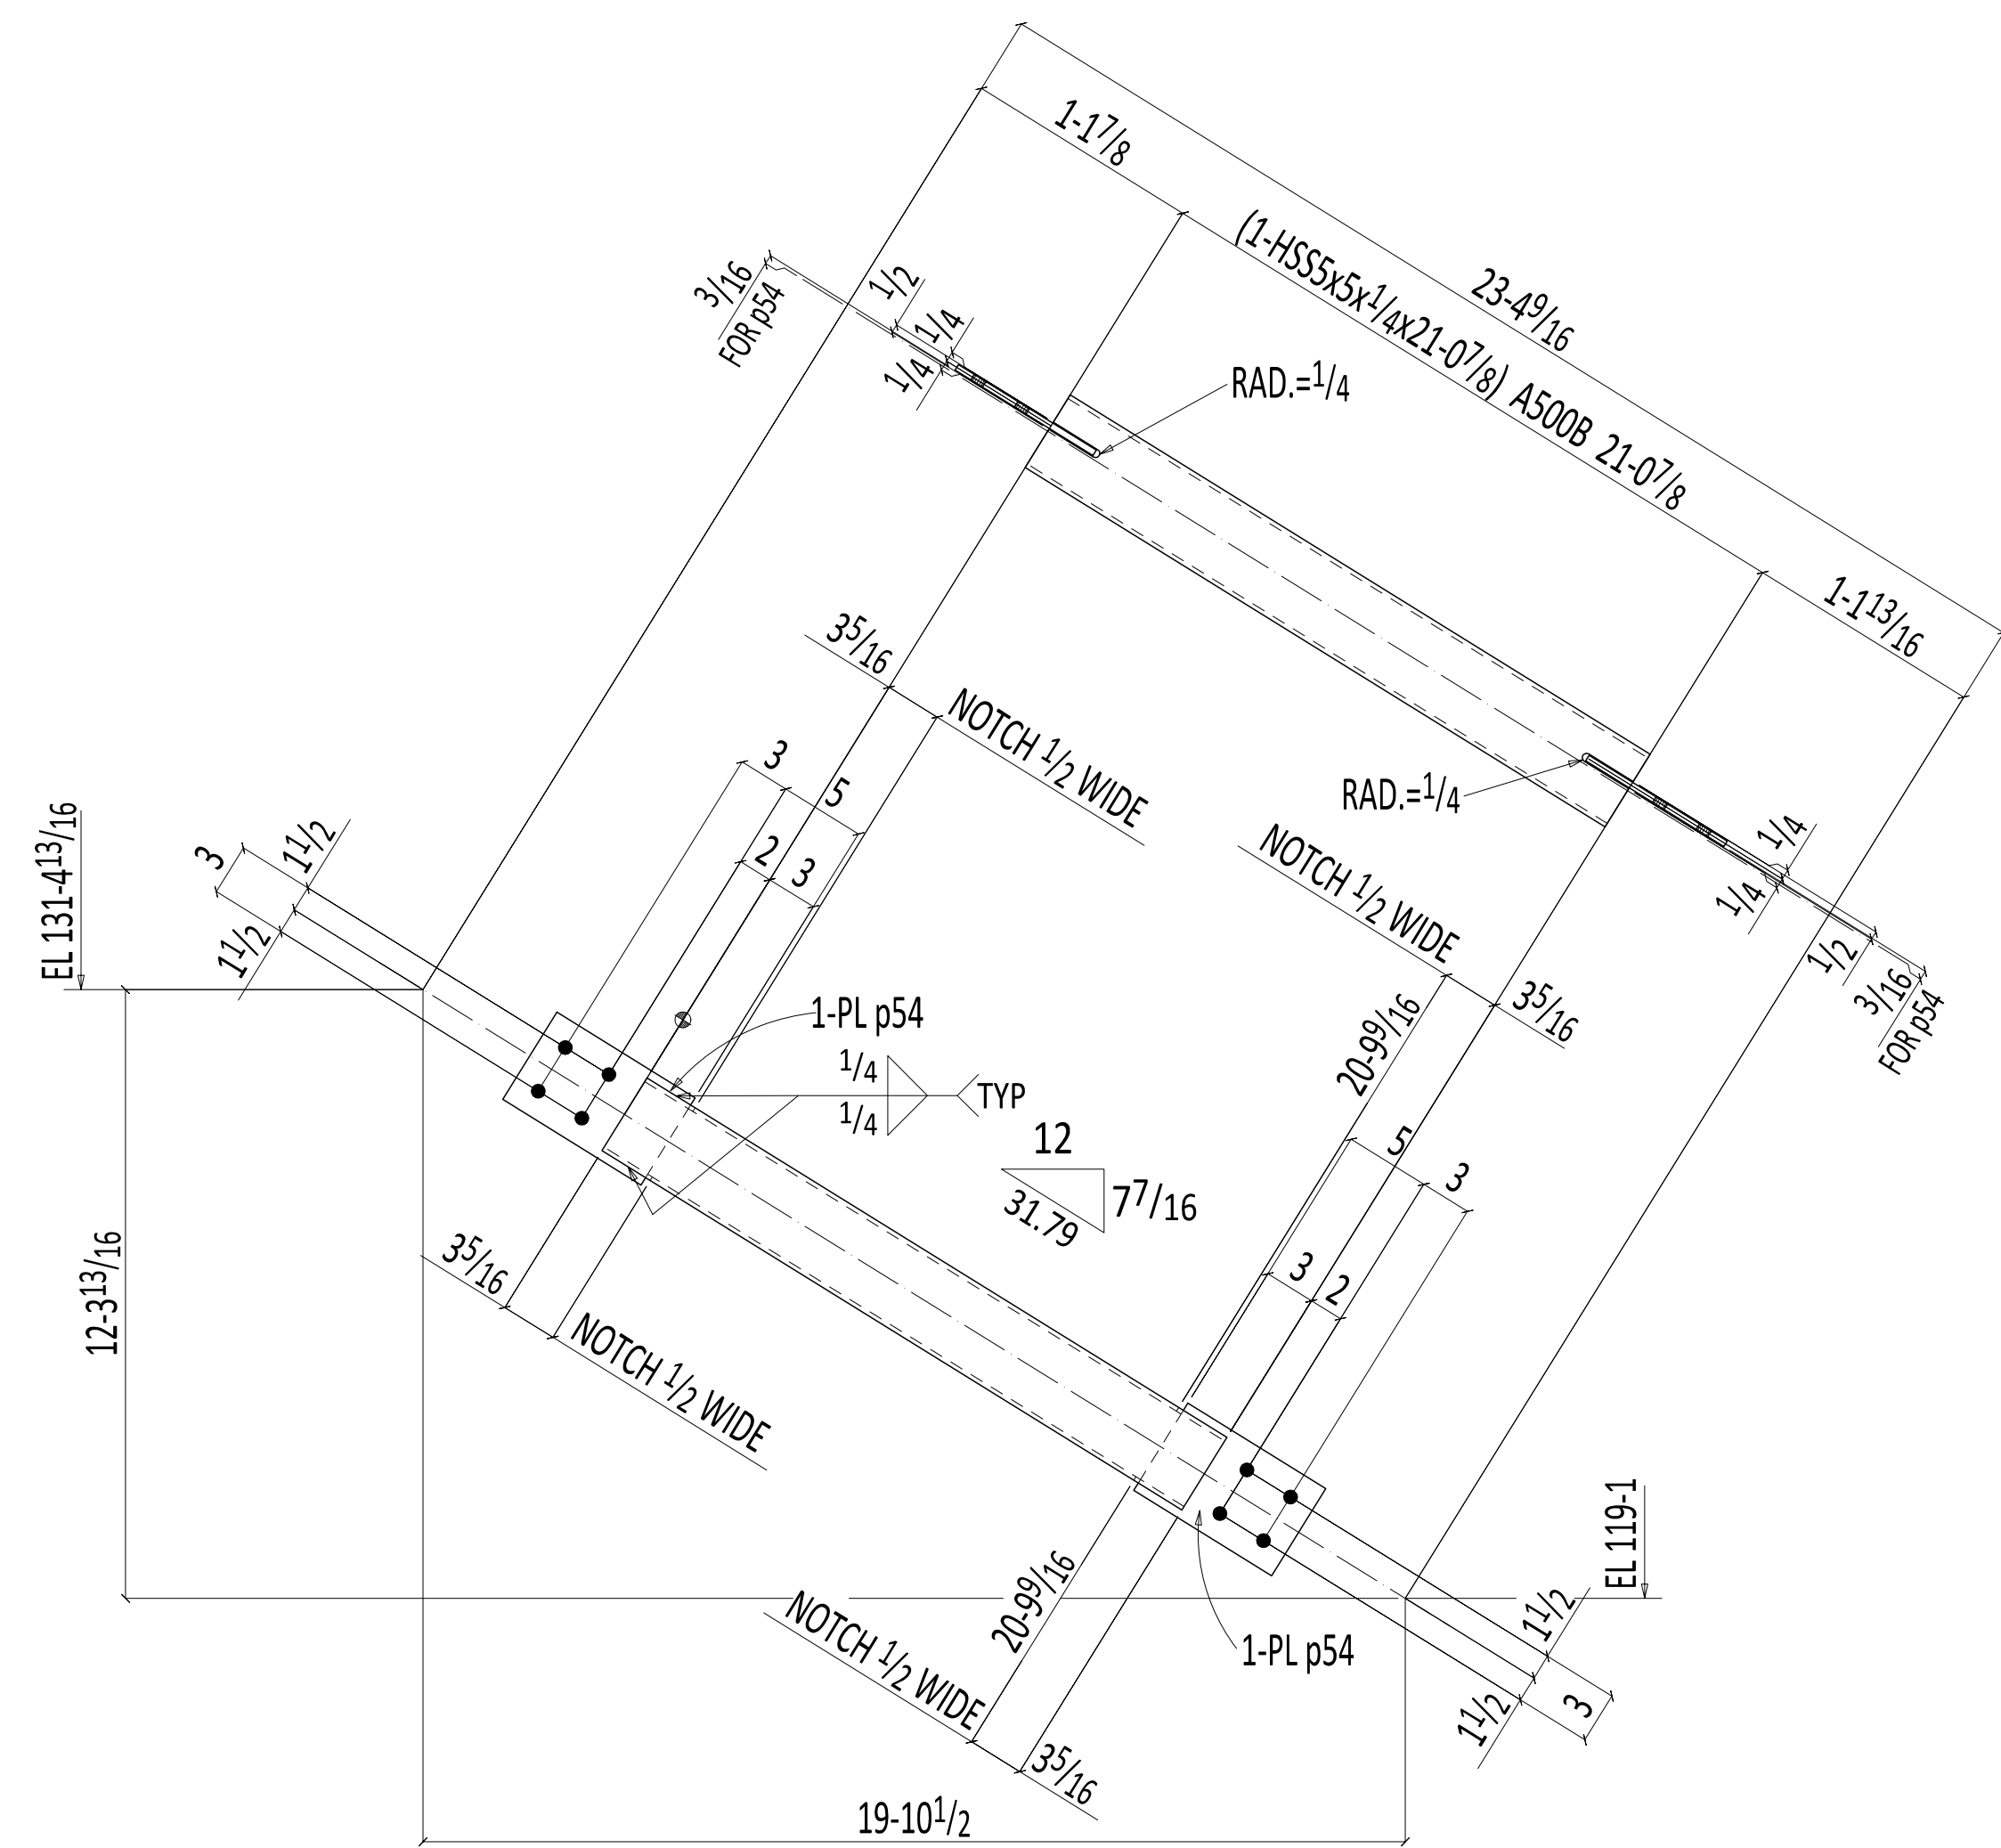 1-1 7/8
23-4 9/16
(1-HSS5x5x1/4x21-0 7/8) A500B 21-0 7/8
1-1 13/16
3/16
FOR p54
1/2
1/4
1/4
RAD.=1/4
3 5/16
NOTCH 1/2 WIDE
RAD.=1/4
1/4
1/4
1/2
3/16
FOR p54
NOTCH 1/2 WIDE
3 5/16
20-9 9/16
3
5
2
3
EL 131-4 13/16
3
1 1/2
1 1/2
1-PL p54
1/4
1/4
TYP
12
7 7/16
31.79
5
3
3
2
12-3 13/16
3 5/16
NOTCH 1/2 WIDE
EL 119-1
20-9 9/16
NOTCH 1/2 WIDE
3 5/16
1-PL p54
1 1/2
1 1/2
3
19-10 1/2